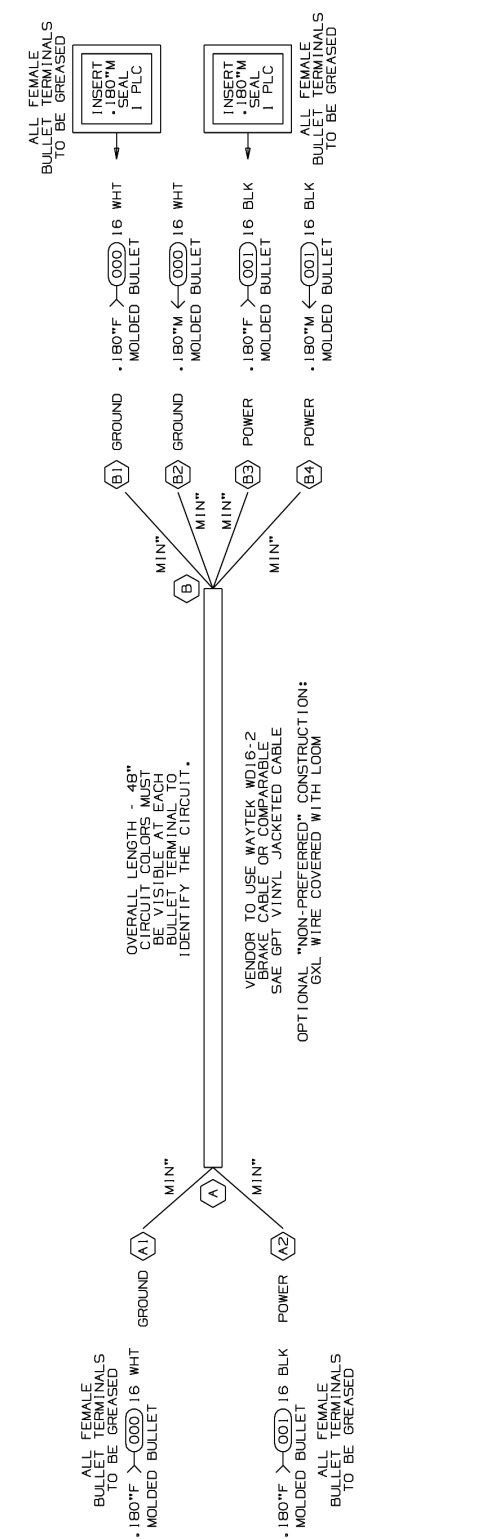 ALL FEMALE
BULLET TERMINALS
TO BE GREASED
.180"F 000 16 WHT
MOLDED BULLET
GROUND A1
MIN"
.180"F 001 16 BLK
MOLDED BULLET
ALL FEMALE
BULLET TERMINALS
TO BE GREASED
POWER A2
MIN"
A
OVERALL LENGTH - 48"
CIRCUIT COLORS MUST
BE VISIBLE AT EACH
BULLET TERMINAL TO
IDENTIFY THE CIRCUIT.
VENDOR TO USE WAYTEK WD16-2
BRAKE CABLE OR COMPARABLE
SAE GPT VINYL JACKETED CABLE
OPTIONAL "NON-PREFERRED" CONSTRUCTION:
GXL WIRE COVERED WITH LOOM
B
MIN"
B1 GROUND
.180"F 000 16 WHT
MOLDED BULLET
MIN"
B2 GROUND
.180"M 000 16 WHT
MOLDED BULLET
MIN"
B3 POWER
.180"F 001 16 BLK
MOLDED BULLET
MIN"
B4 POWER
.180"M 001 16 BLK
MOLDED BULLET
ALL FEMALE
BULLET TERMINALS
TO BE GREASED
INSERT
.180"M
SEAL
1 PLC
INSERT
.180"M
SEAL
1 PLC
ALL FEMALE
BULLET TERMINALS
TO BE GREASED